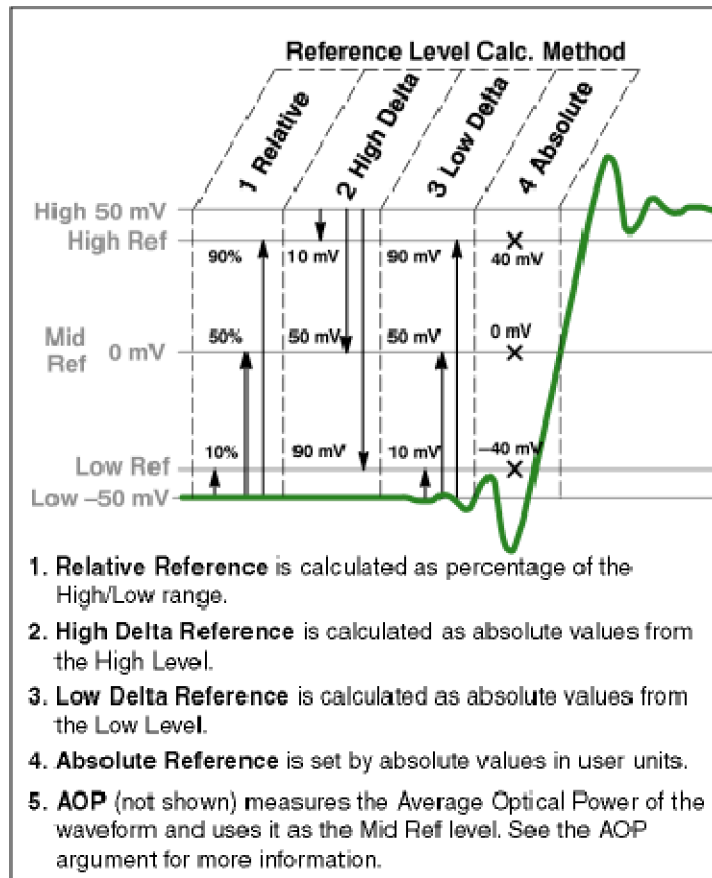 Reference Level Calc. Method
1 Relative
2 High Delta
3 Low Delta
4 Absolute
High 50 mV
High Ref
90%
10 mV
90 mV
40 mV
Mid
Ref
0 mV
50%
50 mV
50 mV
0 mV
Low Ref
10%
90 mV
10 mV
–40 mV
Low –50 mV
1. Relative Reference is calculated as percentage of the
High/Low range.
2. High Delta Reference is calculated as absolute values from
the High Level.
3. Low Delta Reference is calculated as absolute values from
the Low Level.
4. Absolute Reference is set by absolute values in user units.
5. AOP (not shown) measures the Average Optical Power of the
waveform and uses it as the Mid Ref level. See the AOP
argument for more information.